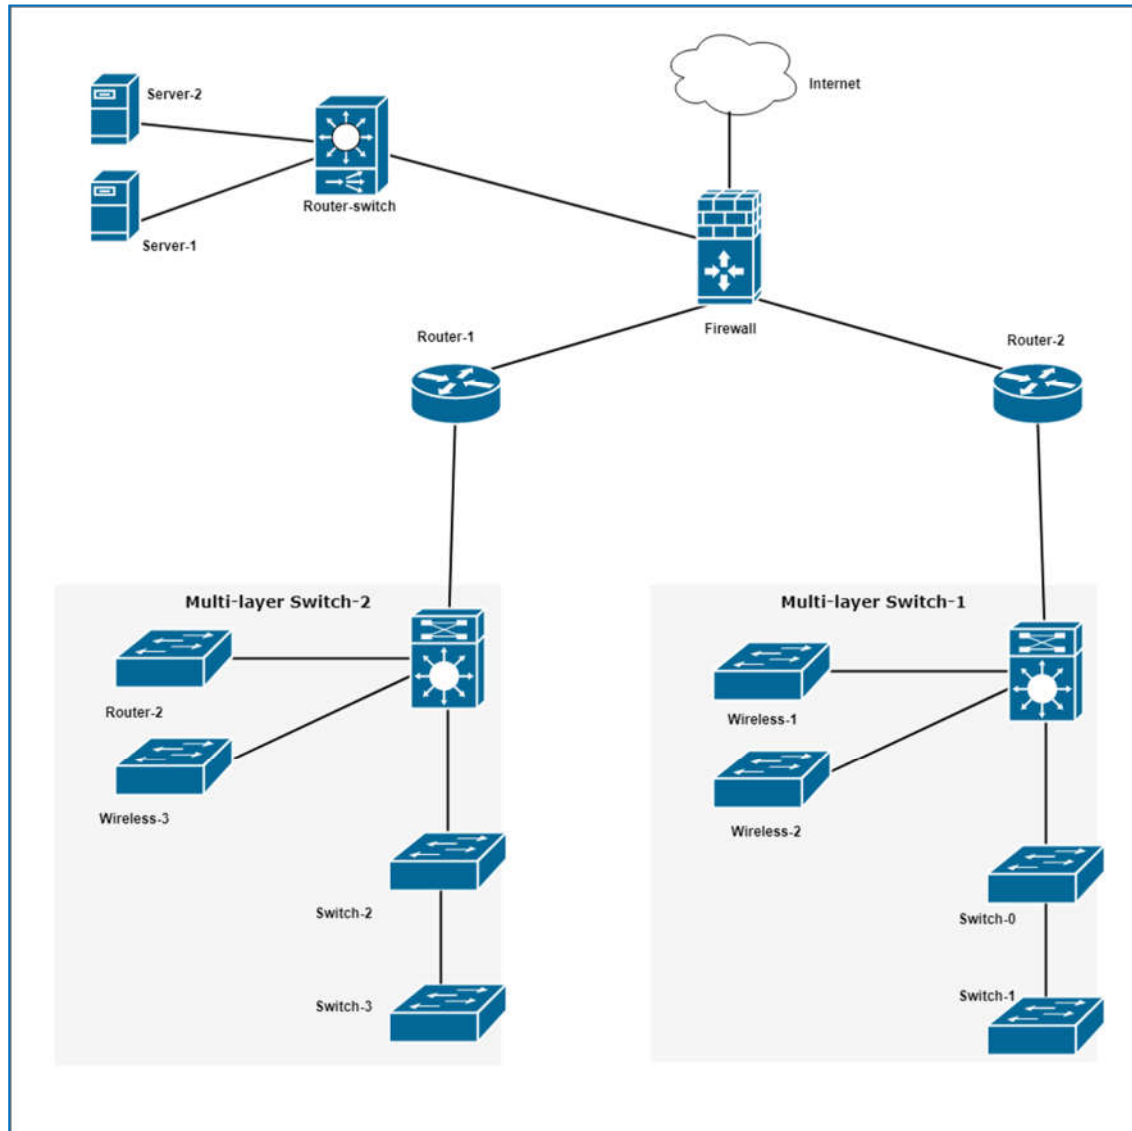 Server-2
Internet
Router-switch
Server-1
Firewall
Router-1
Router-2
Multi-layer Switch-2
Router-2
Wireless-3
Switch-2
Switch-3
Multi-layer Switch-1
Wireless-1
Wireless-2
Switch-0
Switch-1